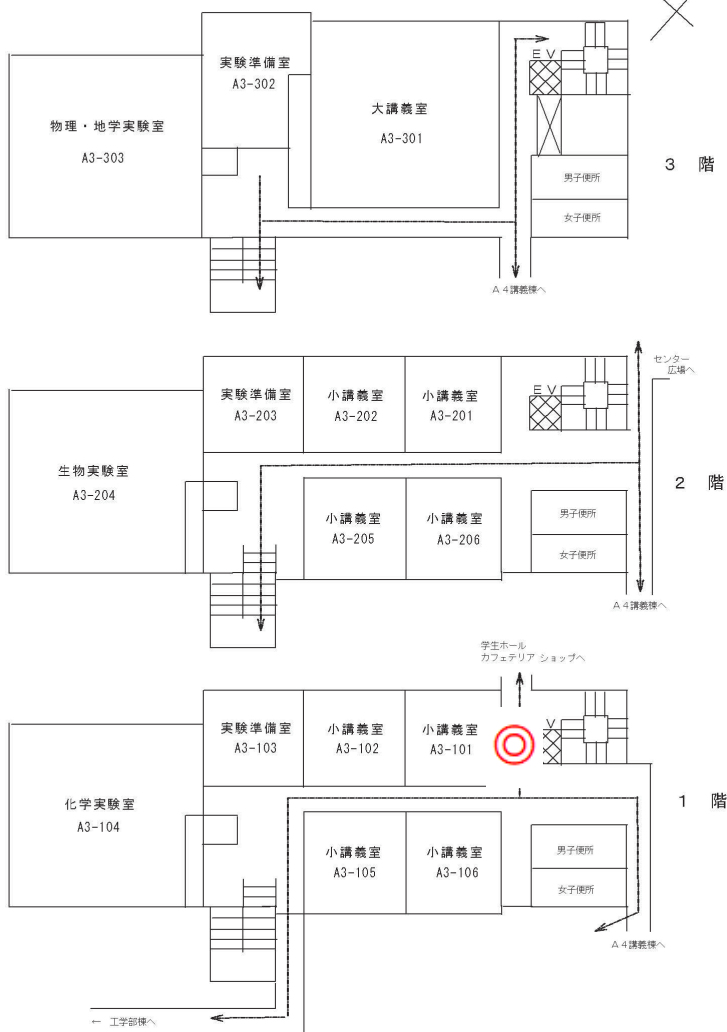 実験準備室
A3-302
物理・地学実験室
A3-303
大講義室
A3-301
EV
男子便所
女子便所
3 階
A4講義棟へ
センター
広場へ
実験準備室
A3-203
小講義室
A3-202
小講義室
A3-201
EV
生物実験室
A3-204
小講義室
A3-205
小講義室
A3-206
男子便所
女子便所
2 階
A4講義棟へ
学生ホール
カフェテリア ショップへ
実験準備室
A3-103
小講義室
A3-102
小講義室
A3-101
V
化学実験室
A3-104
小講義室
A3-105
小講義室
A3-106
男子便所
女子便所
1 階
A4講義棟へ
← 工学部棟へ